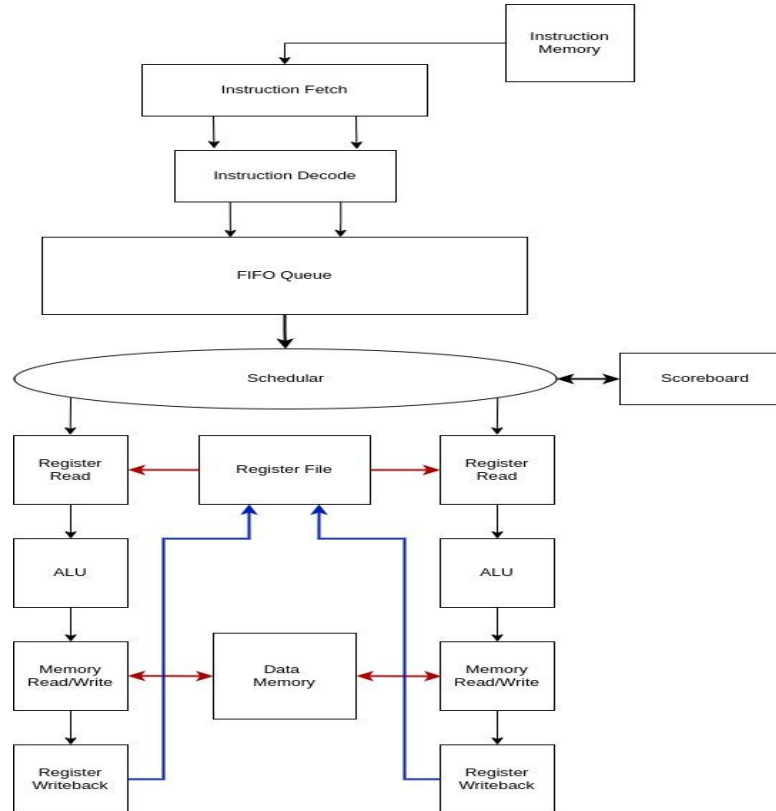 Instruction
Memory
Instruction Fetch
Instruction Decode
FIFO Queue
Schedular
Scoreboard
Register
Read
Register File
Register
Read
ALU
ALU
Memory
Read/Write
Data
Memory
Memory
Read/Write
Register
Writeback
Register
Writeback